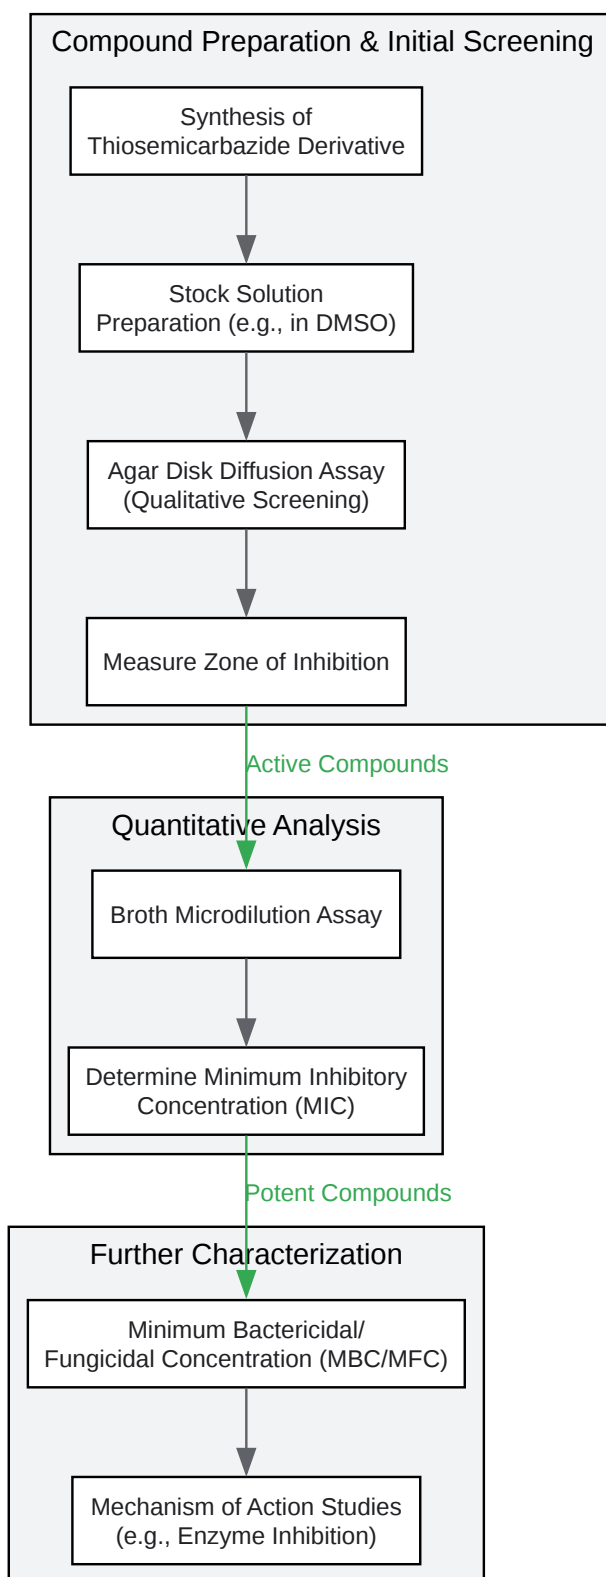 Compound Preparation & Initial Screening
Synthesis of
Thiosemicarbazide Derivative
Stock Solution
Preparation (e.g., in DMSO)
Agar Disk Diffusion Assay
(Qualitative Screening)
Measure Zone of Inhibition
Active Compounds
Quantitative Analysis
Broth Microdilution Assay
Determine Minimum Inhibitory
Concentration (MIC)
Potent Compounds
Further Characterization
Minimum Bactericidal/
Fungicidal Concentration (MBC/MFC)
Mechanism of Action Studies
(e.g., Enzyme Inhibition)